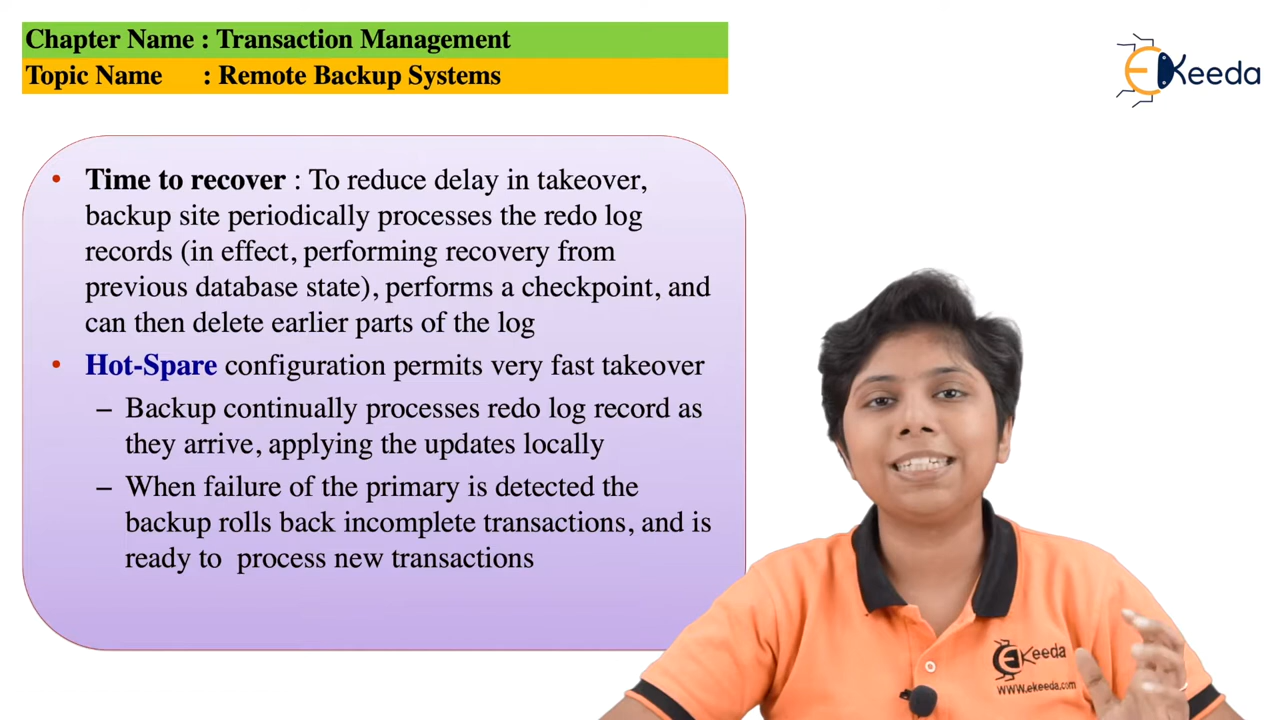 Chapter Name : Transaction Management
Topic Name : Remote Backup Systems
EKeeda
• Time to recover : To reduce delay in takeover,
backup site periodically processes the redo log
records (in effect, performing recovery from
previous database state), performs a checkpoint, and
can then delete earlier parts of the log
• Hot-Spare configuration permits very fast takeover
– Backup continually processes redo log record as
they arrive, applying the updates locally
– When failure of the primary is detected the
backup rolls back incomplete transactions, and is
ready to process new transactions
EKeeda
www.ekeeda.com